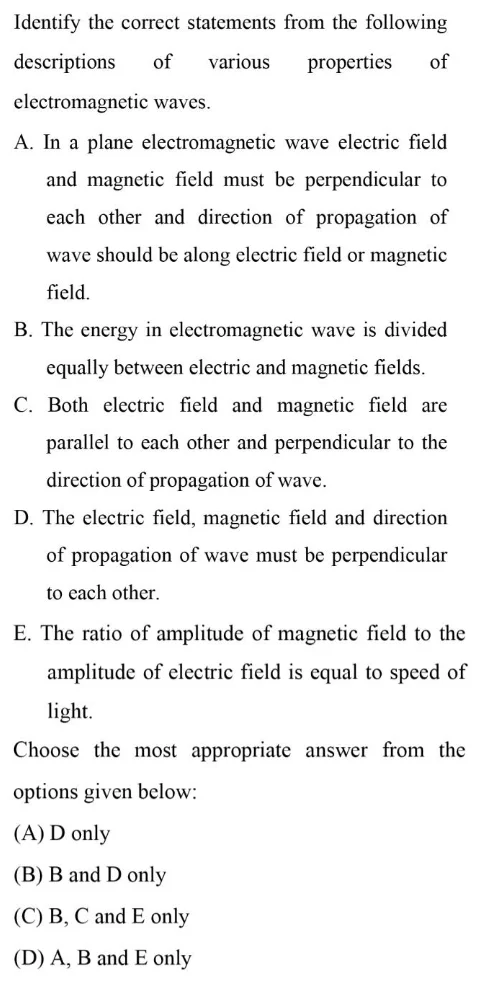 Identify the correct statements from the following
descriptions of various properties of
electromagnetic waves.
A. In a plane electromagnetic wave electric field
and magnetic field must be perpendicular to
each other and direction of propagation of
wave should be along electric field or magnetic
field.
B. The energy in electromagnetic wave is divided
equally between electric and magnetic fields.
C. Both electric field and magnetic field are
parallel to each other and perpendicular to the
direction of propagation of wave.
D. The electric field, magnetic field and direction
of propagation of wave must be perpendicular
to each other.
E. The ratio of amplitude of magnetic field to the
amplitude of electric field is equal to speed of
light.
Choose the most appropriate answer from the
options given below:
(A) D only
(B) B and D only
(C) B, C and E only
(D) A, B and E only